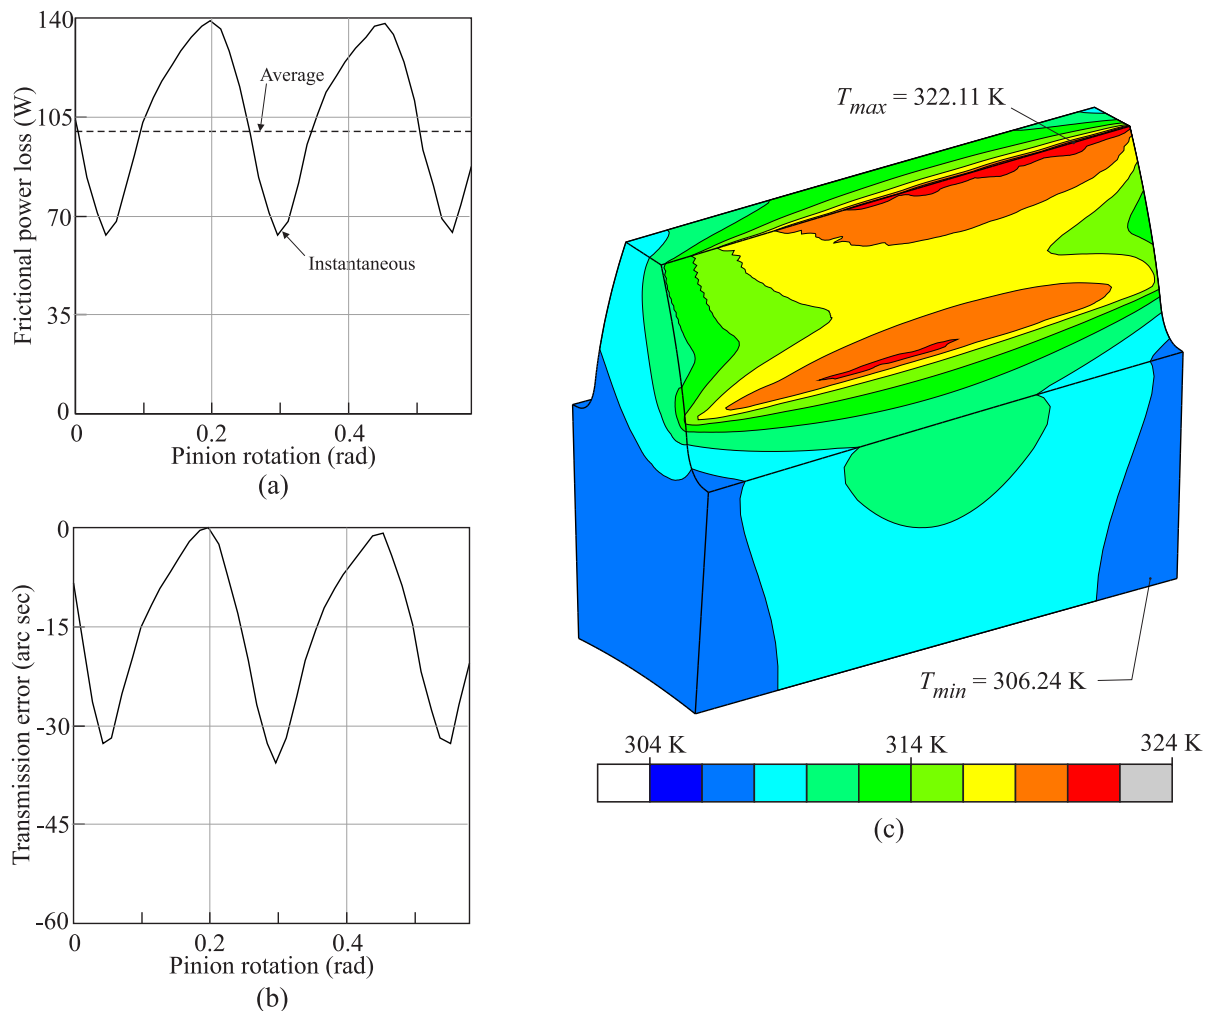 140
105
70
35
0
Frictional power loss (W)
Average
Instantaneous
0
0.2
0.4
Pinion rotation (rad)
(a)
0
-15
-30
-45
-60
Transmission error (arc sec)
0
0.2
0.4
Pinion rotation (rad)
(b)
Tmax = 322.11 K
Tmin = 306.24 K
304 K
314 K
324 K
(c)